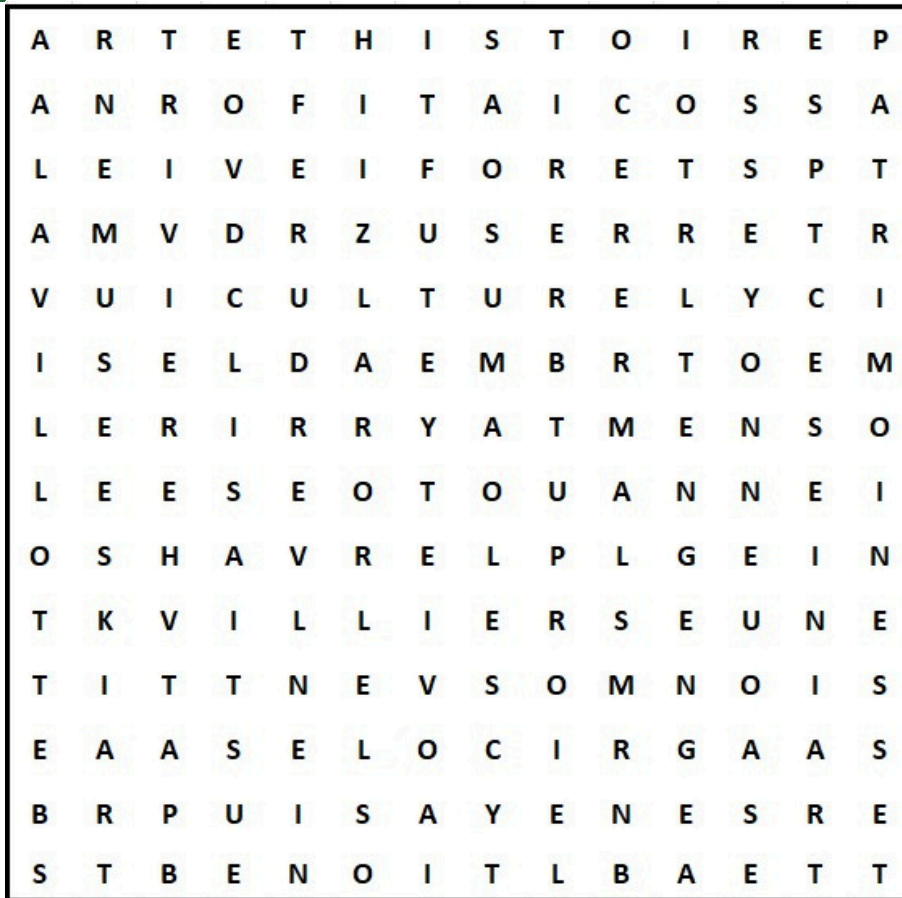 A R T E T H I S T O I R E P
A N R O F I T A I C O S S A
L E I V E I F O R E T S P T
A M V D R Z U S E R R E T R
V U I C U L T U R E L Y C I
I S E L D A E M B R T O E M
L E R I R R Y A T M E N S O
L E E S E O T O U A N N E I
O S H A V R E L P L G E I N
T K V I L L I E R S E U N E
T I T T N E V S O M N O I S
E A A S E L O C I R G A A S
B R P U I S A Y E N E S R E
S T B E N O I T L B A E T T